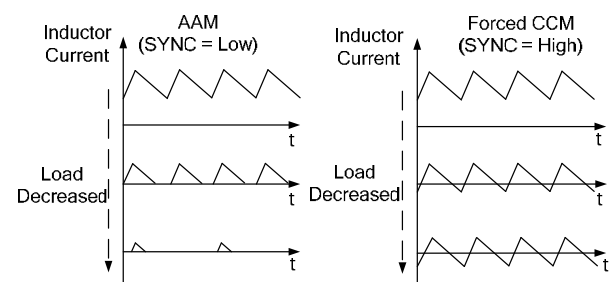 AAM
(SYNC = Low)
Inductor
Current
t
Load
Decreased
t
t
Forced CCM
(SYNC = High)
Inductor
Current
t
Load
Decreased
t
t